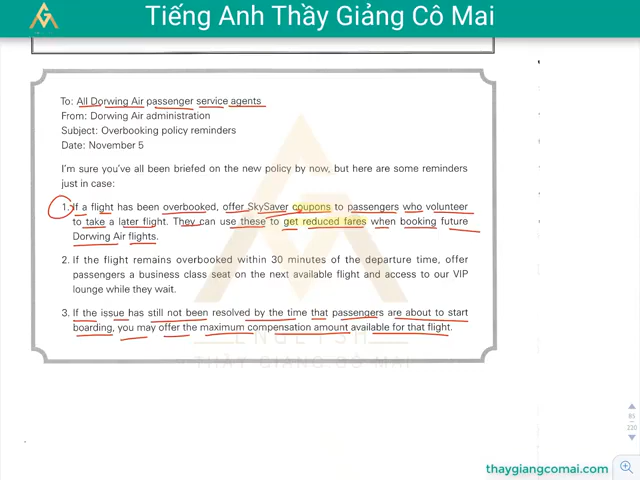 Tiếng Anh Thầy Giảng Cô Mai
To: All Dorwing Air passenger service agents
From: Dorwing Air administration
Subject: Overbooking policy reminders
Date: November 5
I'm sure you've all been briefed on the new policy by now, but here are some reminders
just in case:
1. If a flight has been overbooked, offer SkySaver coupons to passengers who volunteer
to take a later flight. They can use these to get reduced fares when booking future
Dorwing Air flights.
2. If the flight remains overbooked within 30 minutes of the departure time, offer
passengers a business class seat on the next available flight and access to our VIP
lounge while they wait.
3. If the issue has still not been resolved by the time that passengers are about to start
boarding, you may offer the maximum compensation amount available for that flight.
ENGLISH
THẦY GIẢNG CÔ MAI
85
220
thaygiangcomai.com